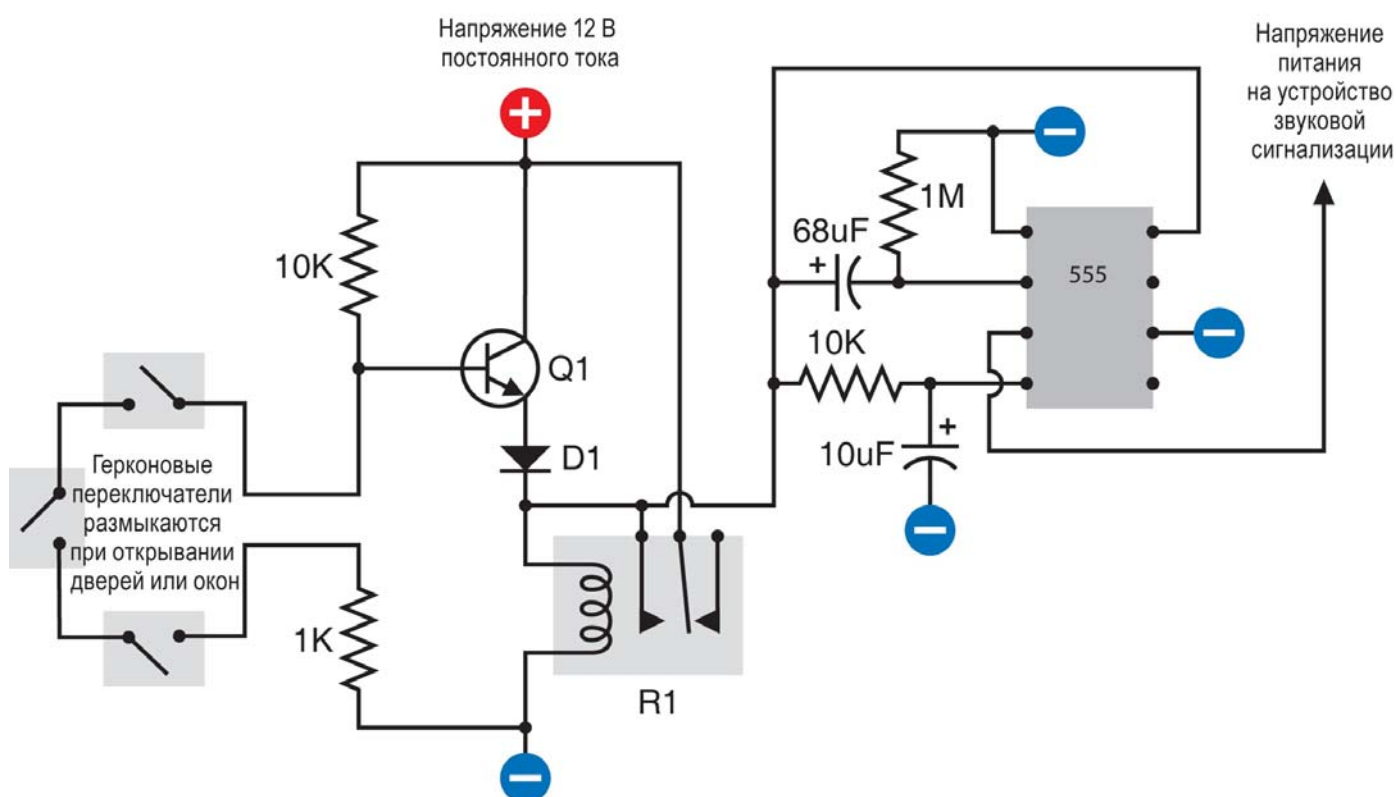 Напряжение 12 В
постоянного тока
Напряжение
питания
на устройство
звуковой
сигнализации
+
−
1M
68uF
+
10K
555
−
10K
Q1
+
D1
10uF
Герконовые
переключатели
размыкаются
при открывании
дверей или окон
−
1K
R1
−